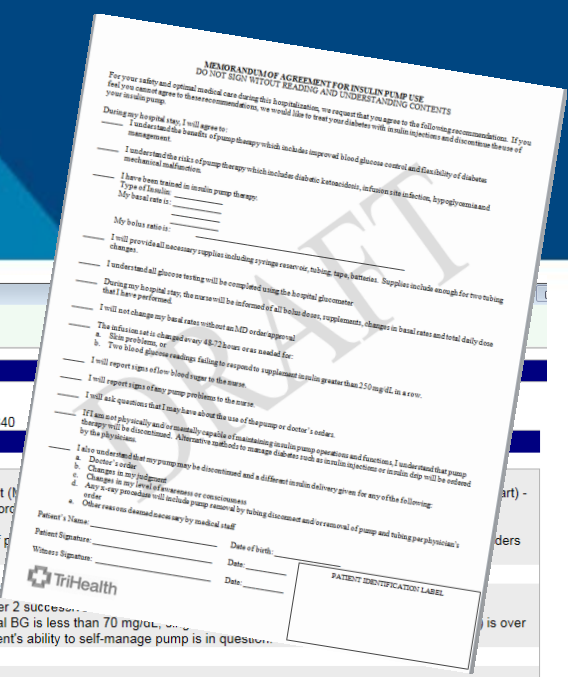 MEMORANDUM OF AGREEMENT FOR INSULIN PUMP USE
DO NOT SIGN WITOUT READING AND UNDERSTANDING CONTENTS
For your safety and optimal medical care during this hospitalization, we request that you agree to the following recommendations. If you
feel you cannot agree to these recommendations, we would like to treat your diabetes with insulin injections and discontinue the use of
your insulin pump.
During my hospital stay, I will agree to:
I understand the benefits of pump therapy which includes improved blood glucose control and flexibility of diabetes
management.
I understand the risks of pump therapy which includes diabetic ketoacidosis, infusion site infection, hypoglycemia and
mechanical malfunction.
I have been trained in insulin pump therapy.
Type of Insulin:
My basal rate is:
My bolus ratio is:
I will provide all necessary supplies including syringe reservoir, tubing, tape, batteries. Supplies include enough for two tubing
changes.
I understand all glucose testing will be completed using the hospital glucometer
During my hospital stay, the nurse will be informed of all bolus doses, supplements, changes in basal rates and total daily dose
that I have performed.
I will not change my basal rates without an MD order/approval
The infusion set is changed every 48-72 hours or as needed for:
a. Skin problems, or
b. Two blood glucose readings failing to respond to supplement insulin greater than 250 mg/dL in a row.
I will report signs of low blood sugar to the nurse.
I will report signs of any pump problems to the nurse.
I will ask questions that I may have about the use of the pump or doctor's orders.
If I am not physically and/or mentally capable of maintaining insulin pump operations and functions, I understand that pump
therapy will be discontinued. Alternative methods to manage diabetes such as insulin injections or insulin drip will be ordered
by the physicians.
I also understand that my pump may be discontinued and a different insulin delivery given for any of the following:
a. Doctor's order
b. Changes in my judgment
c. Changes in my level of awareness or consciousness
d. Any x-ray procedure will include pump removal by tubing disconnect and/or removal of pump and tubing per physician's
order
e. Other reasons deemed necessary by medical staff
Patient's Name: Date of birth:
Patient Signature: Date:
Witness Signature: Date:
PATIENT IDENTIFICATION LABEL
TriHealth
DRAFT
40
art) -
ders
er 2
al BG is less than 70 is over
ent's ability to self-manage pump is in question.